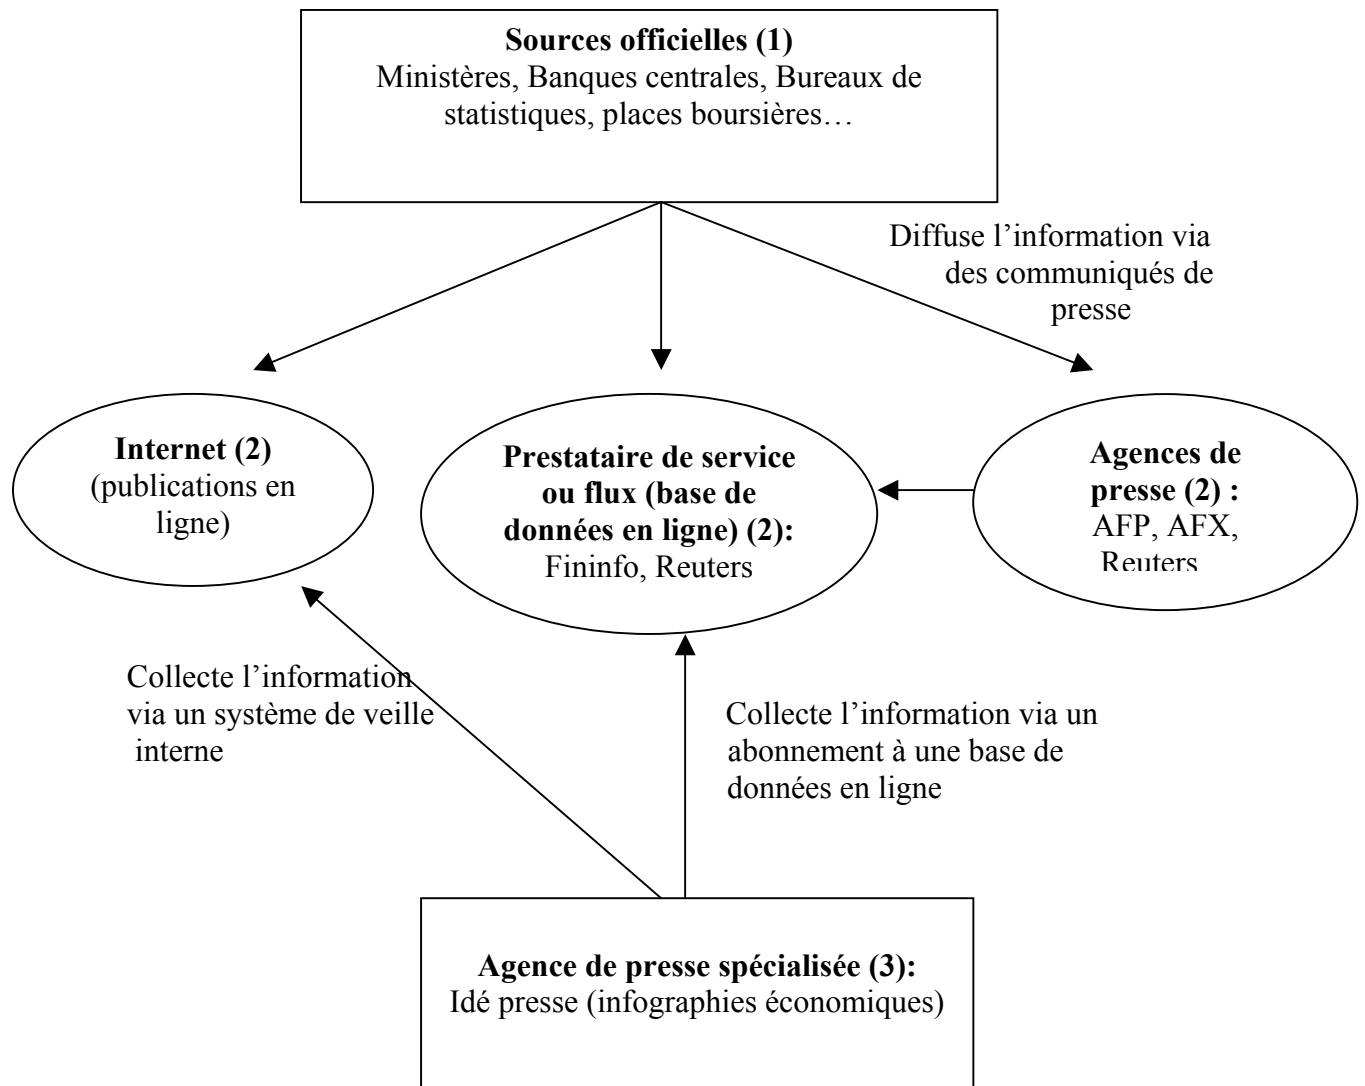 Sources officielles (1)
Ministères, Banques centrales, Bureaux de
statistiques, places boursières…
Diffuse l’information via
des communiqués de
presse
Internet (2)
(publications en
ligne)
Prestataire de service
ou flux (base de
données en ligne) (2):
Fininfo, Reuters
Agences de
presse (2) :
AFP, AFX,
Reuters
Collecte l’information
via un système de veille
interne
Collecte l’information via un
abonnement à une base de
données en ligne
Agence de presse spécialisée (3):
Idé presse (infographies économiques)